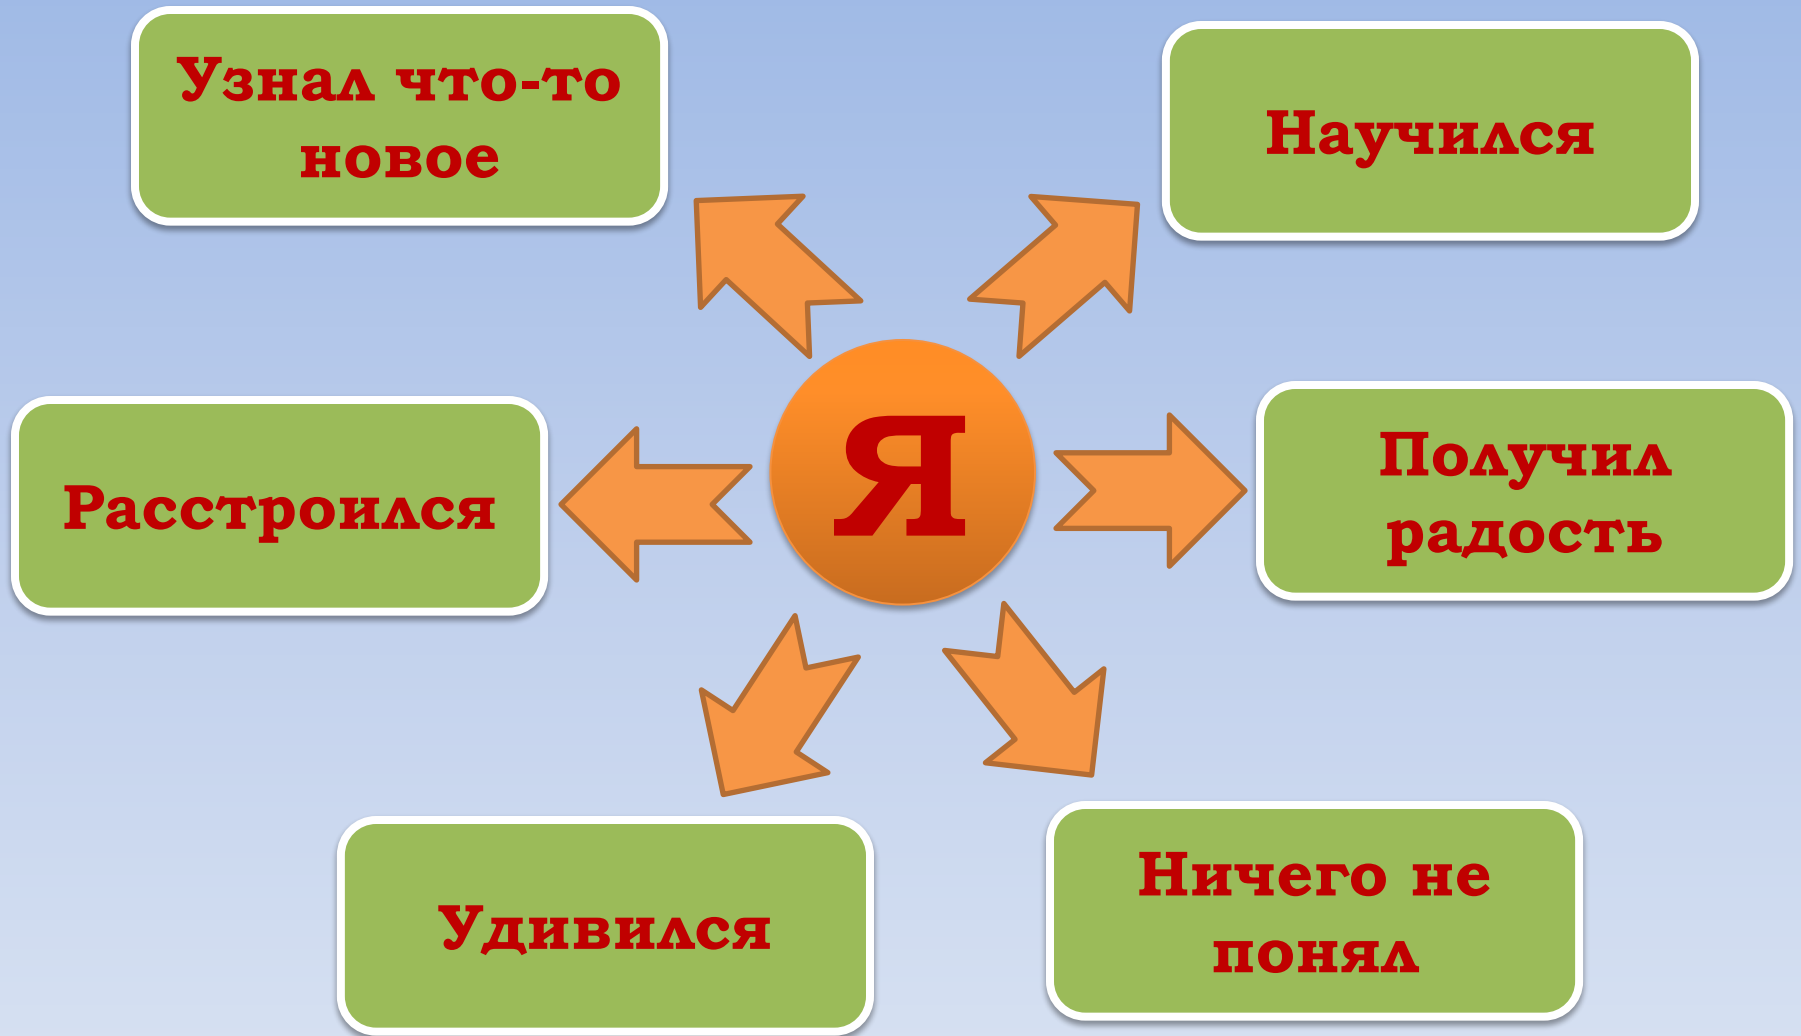 Узнал что-то
новое
Научился
Расстроился
Я
Получил
радость
Удивился
Ничего не
понял